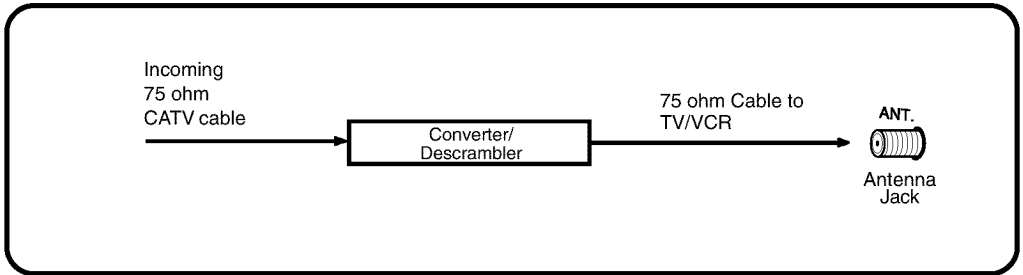 Incoming
75 ohm
CATV cable
Converter/
Descrambler
75 ohm Cable to
TV/VCR
ANT.
Antenna
Jack